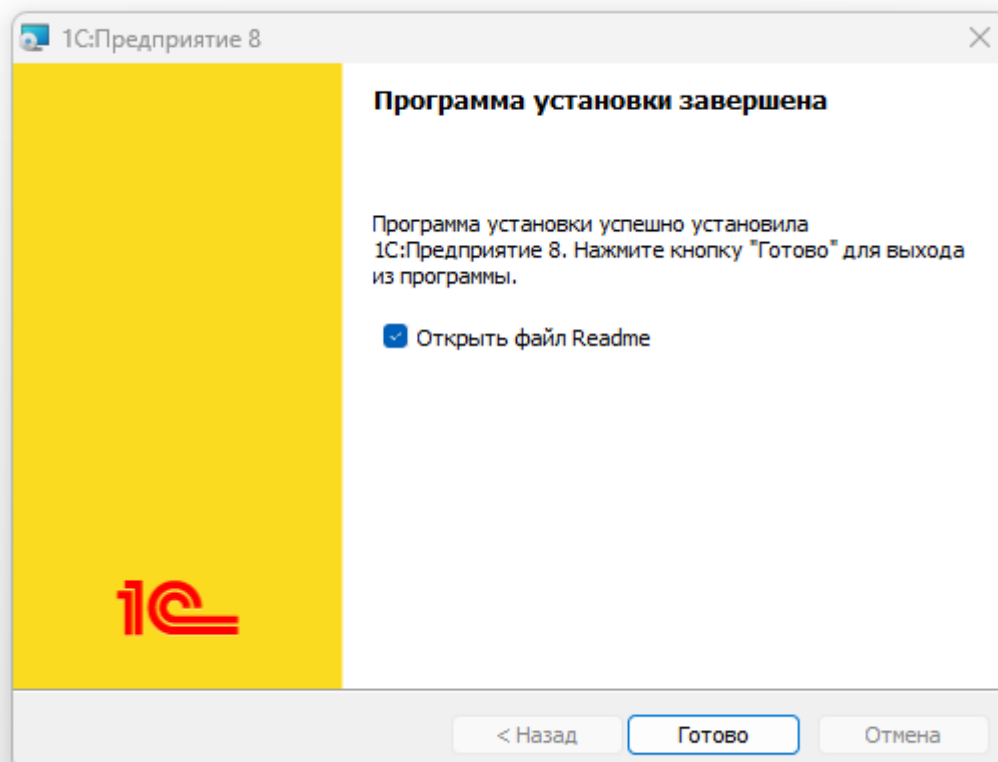 1С:Предприятие 8
Программа установки завершена
Программа установки успешно установила
1С:Предприятие 8. Нажмите кнопку "Готово" для выхода
из программы.
Открыть файл Readme
1С
< Назад
Готово
Отмена